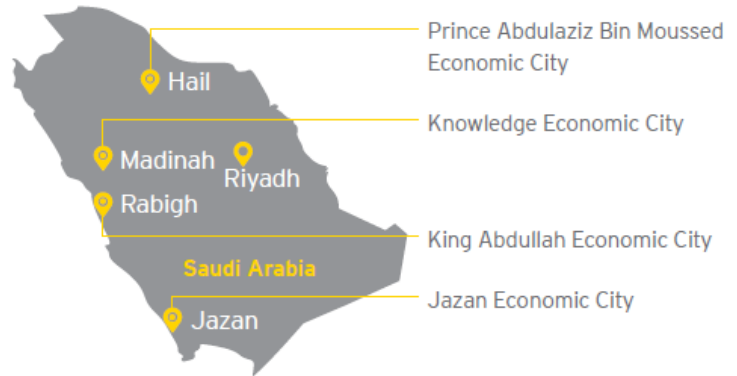 Prince Abdulaziz Bin Moussed
Economic City
Hail
Knowledge Economic City
Madinah
Riyadh
Rabigh
King Abdullah Economic City
Saudi Arabia
Jazan Economic City
Jazan